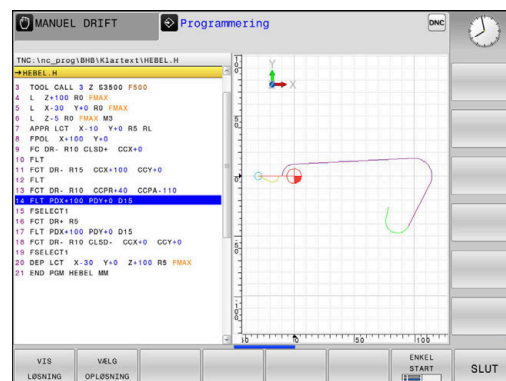 MANUEL DRIFT
Programmering
DNC
TNC:\nc_prog\BHB\Klartext\HEBEL.H
→HEBEL.H
3 TOOL CALL 3 Z S3500 F500
4 L Z+100 R0 FMAX
5 L X-30 Y+0 R0 FMAX
6 L Z-5 R0 FMAX M3
7 APPR LCT X-10 Y+0 R5 RL
8 FPOL X+100 Y+0
9 FC DR- R10 CLSD+ CCX+0
10 FLT
11 FCT DR- R15 CCX+100 CCY+0
12 FLT
13 FCT DR- R10 CCPR+40 CCPA-110
14 FLT PDX+100 PDY+0 D15
15 FSELECT1
16 FCT DR+ R5
17 FLT PDX+100 PDY+0 D15
18 FCT DR- R10 CLSD- CCX+0 CCY+0
19 FSELECT1
20 DEP LCT X-30 Y+0 Z+100 R5 FMAX
21 END PGM HEBEL MM
Y
X
0
50
100
VIS LØSNING
VÆLG OPLØSNING
ENKEL START
SLUT